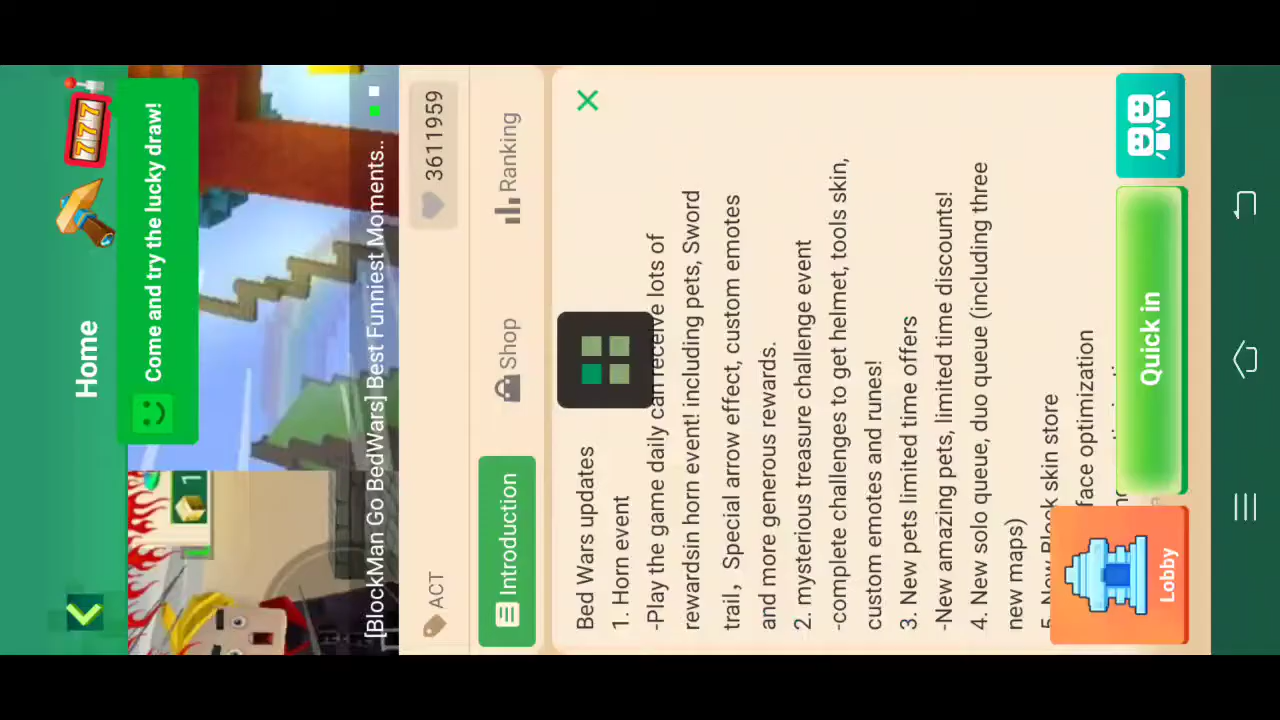 Home
777
Come and try the lucky draw!
1
[BlockMan Go BedWars] Best Funniest Moments..
ACT
3611959
Introduction
Shop
Ranking
Bed Wars updates
1. Horn event
-Play the game daily can receive lots of
rewardsin horn event! including pets, Sword
trail，Special arrow effect, custom emotes
and more generous rewards.
2. mysterious treasure challenge event
-complete challenges to get helmet, tools skin,
custom emotes and runes!
3. New pets limited time offers
-New amazing pets, limited time discounts!
4. New solo queue, duo queue (including three
new maps)
5. New Block skin store
face optimization
Lobby
Quick in